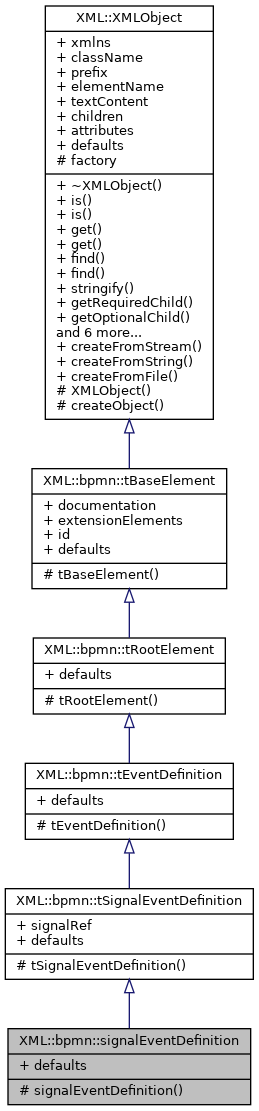 XML::XMLObject
+ xmlns
+ className
+ prefix
+ elementName
+ textContent
+ children
+ attributes
+ defaults
# factory
+ ~XMLObject()
+ is()
+ is()
+ get()
+ get()
+ find()
+ find()
+ stringify()
+ getRequiredChild()
+ getOptionalChild()
and 6 more...
+ createFromStream()
+ createFromString()
+ createFromFile()
# XMLObject()
# createObject()
XML::bpmn::tBaseElement
+ documentation
+ extensionElements
+ id
+ defaults
# tBaseElement()
XML::bpmn::tRootElement
+ defaults
# tRootElement()
XML::bpmn::tEventDefinition
+ defaults
# tEventDefinition()
XML::bpmn::tSignalEventDefinition
+ signalRef
+ defaults
# tSignalEventDefinition()
XML::bpmn::signalEventDefinition
+ defaults
# signalEventDefinition()